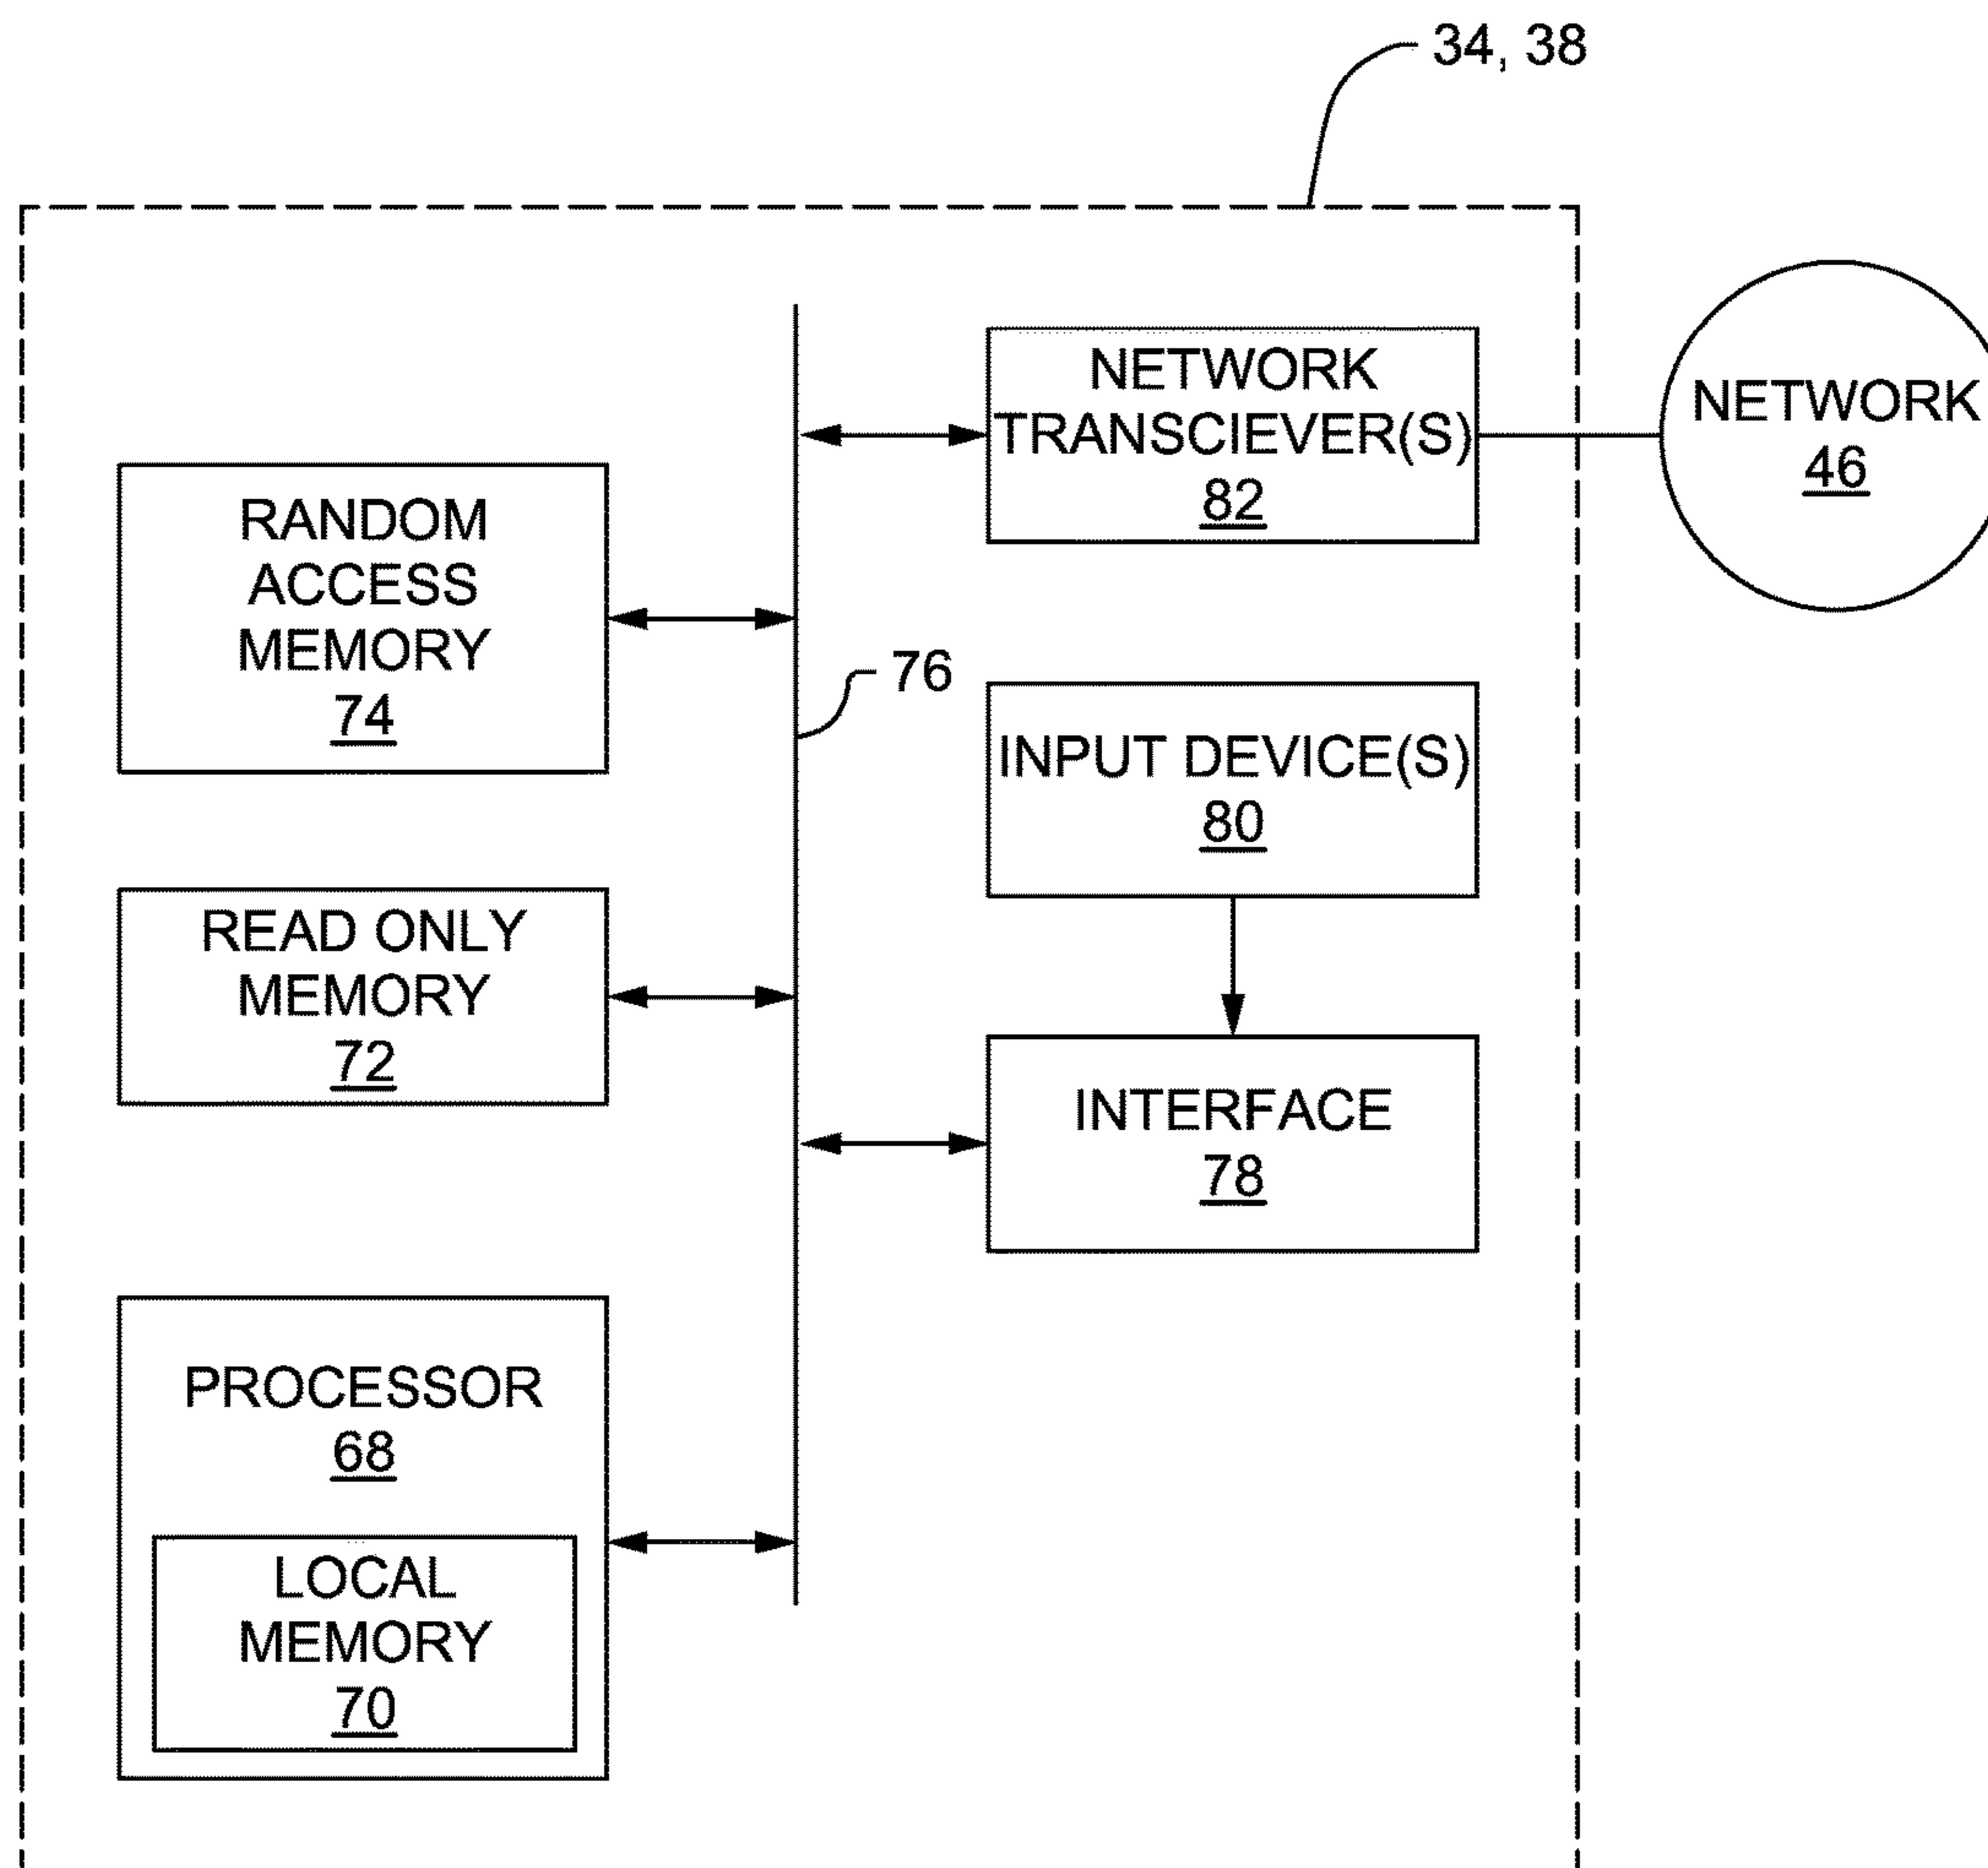 34, 38
NETWORK
TRANSCIEVER(S)
82
NETWORK
46
RANDOM
ACCESS
MEMORY
74
76
INPUT DEVICE(S)
80
READ ONLY
MEMORY
72
INTERFACE
78
PROCESSOR
68
LOCAL
MEMORY
70